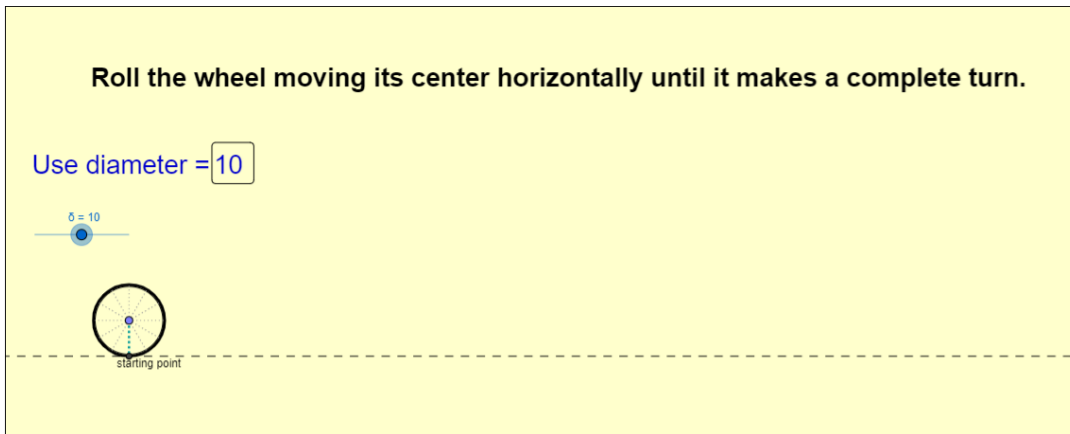 Roll the wheel moving its center horizontally until it makes a complete turn.
Use diameter = 10
δ = 10
starting point